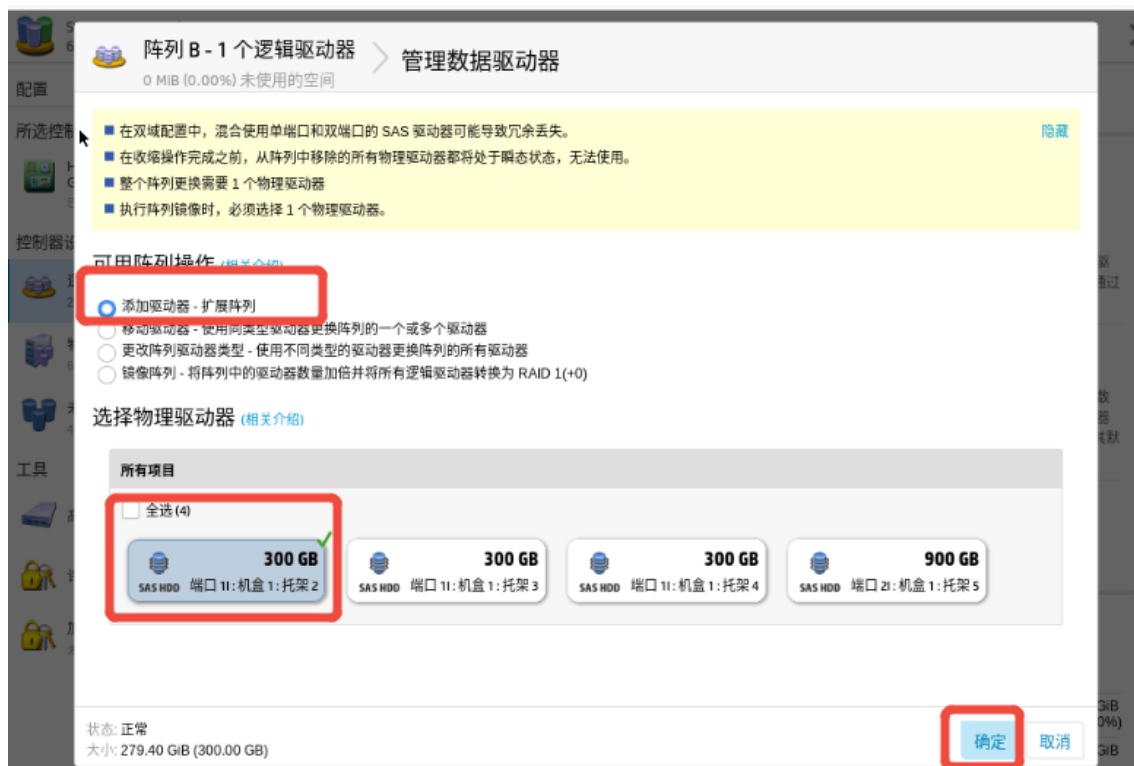 阵列 B - 1 个逻辑驱动器
管理数据驱动器
0 MiB (0.00%) 未使用的空间
配置
■ 在双域配置中，混合使用单端口和双端口的 SAS 驱动器可能导致冗余丢失。
隐藏
■ 在收缩操作完成之前，从阵列中移除的所有物理驱动器都将处于瞬态状态，无法使用。
■ 整个阵列更换需要 1 个物理驱动器
■ 执行阵列镜像时，必须选择 1 个物理驱动器。
所选控制
控制器设
工具
可用阵列操作 (相关介绍)
添加驱动器 - 扩展阵列
移动驱动器 - 使用同类型驱动器更换阵列的一个或多个驱动器
更改阵列驱动器类型 - 使用不同类型的驱动器更换阵列的所有驱动器
镜像阵列 - 将阵列中的驱动器数量加倍并将所有逻辑驱动器转换为 RAID 1(+0)
选择物理驱动器 (相关介绍)
所有项目
全选 (4)
300 GB
SAS HDD 端口 1I: 机盒 1: 托架 2
300 GB
SAS HDD 端口 1I: 机盒 1: 托架 3
300 GB
SAS HDD 端口 1I: 机盒 1: 托架 4
900 GB
SAS HDD 端口 2I: 机盒 1: 托架 5
状态: 正常
大小: 279.40 GiB (300.00 GB)
确定
取消
GiB
0%)
GiB